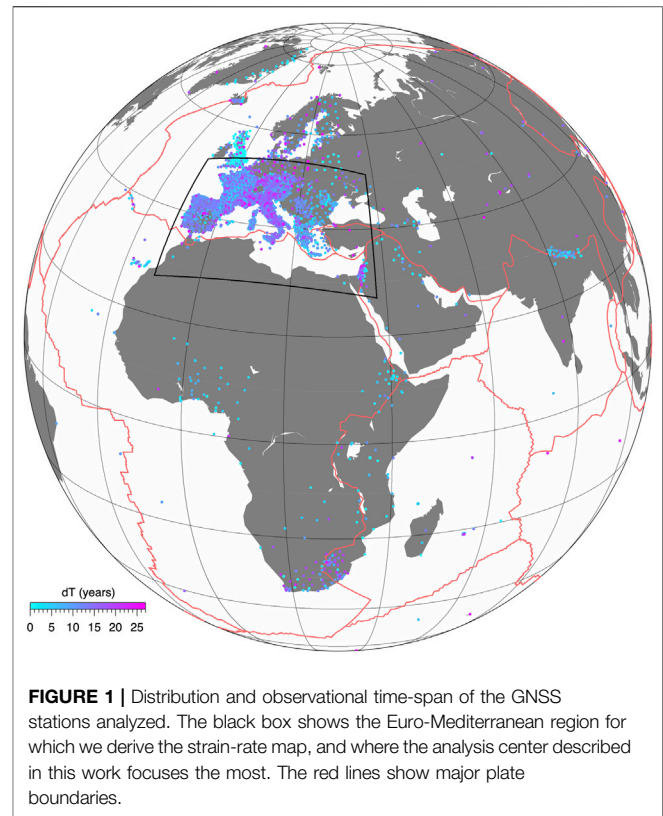 dT (years)
0 5 10 15 20 25
FIGURE 1 | Distribution and observational time-span of the GNSS
stations analyzed. The black box shows the Euro-Mediterranean region for
which we derive the strain-rate map, and where the analysis center described
in this work focuses the most. The red lines show major plate
boundaries.